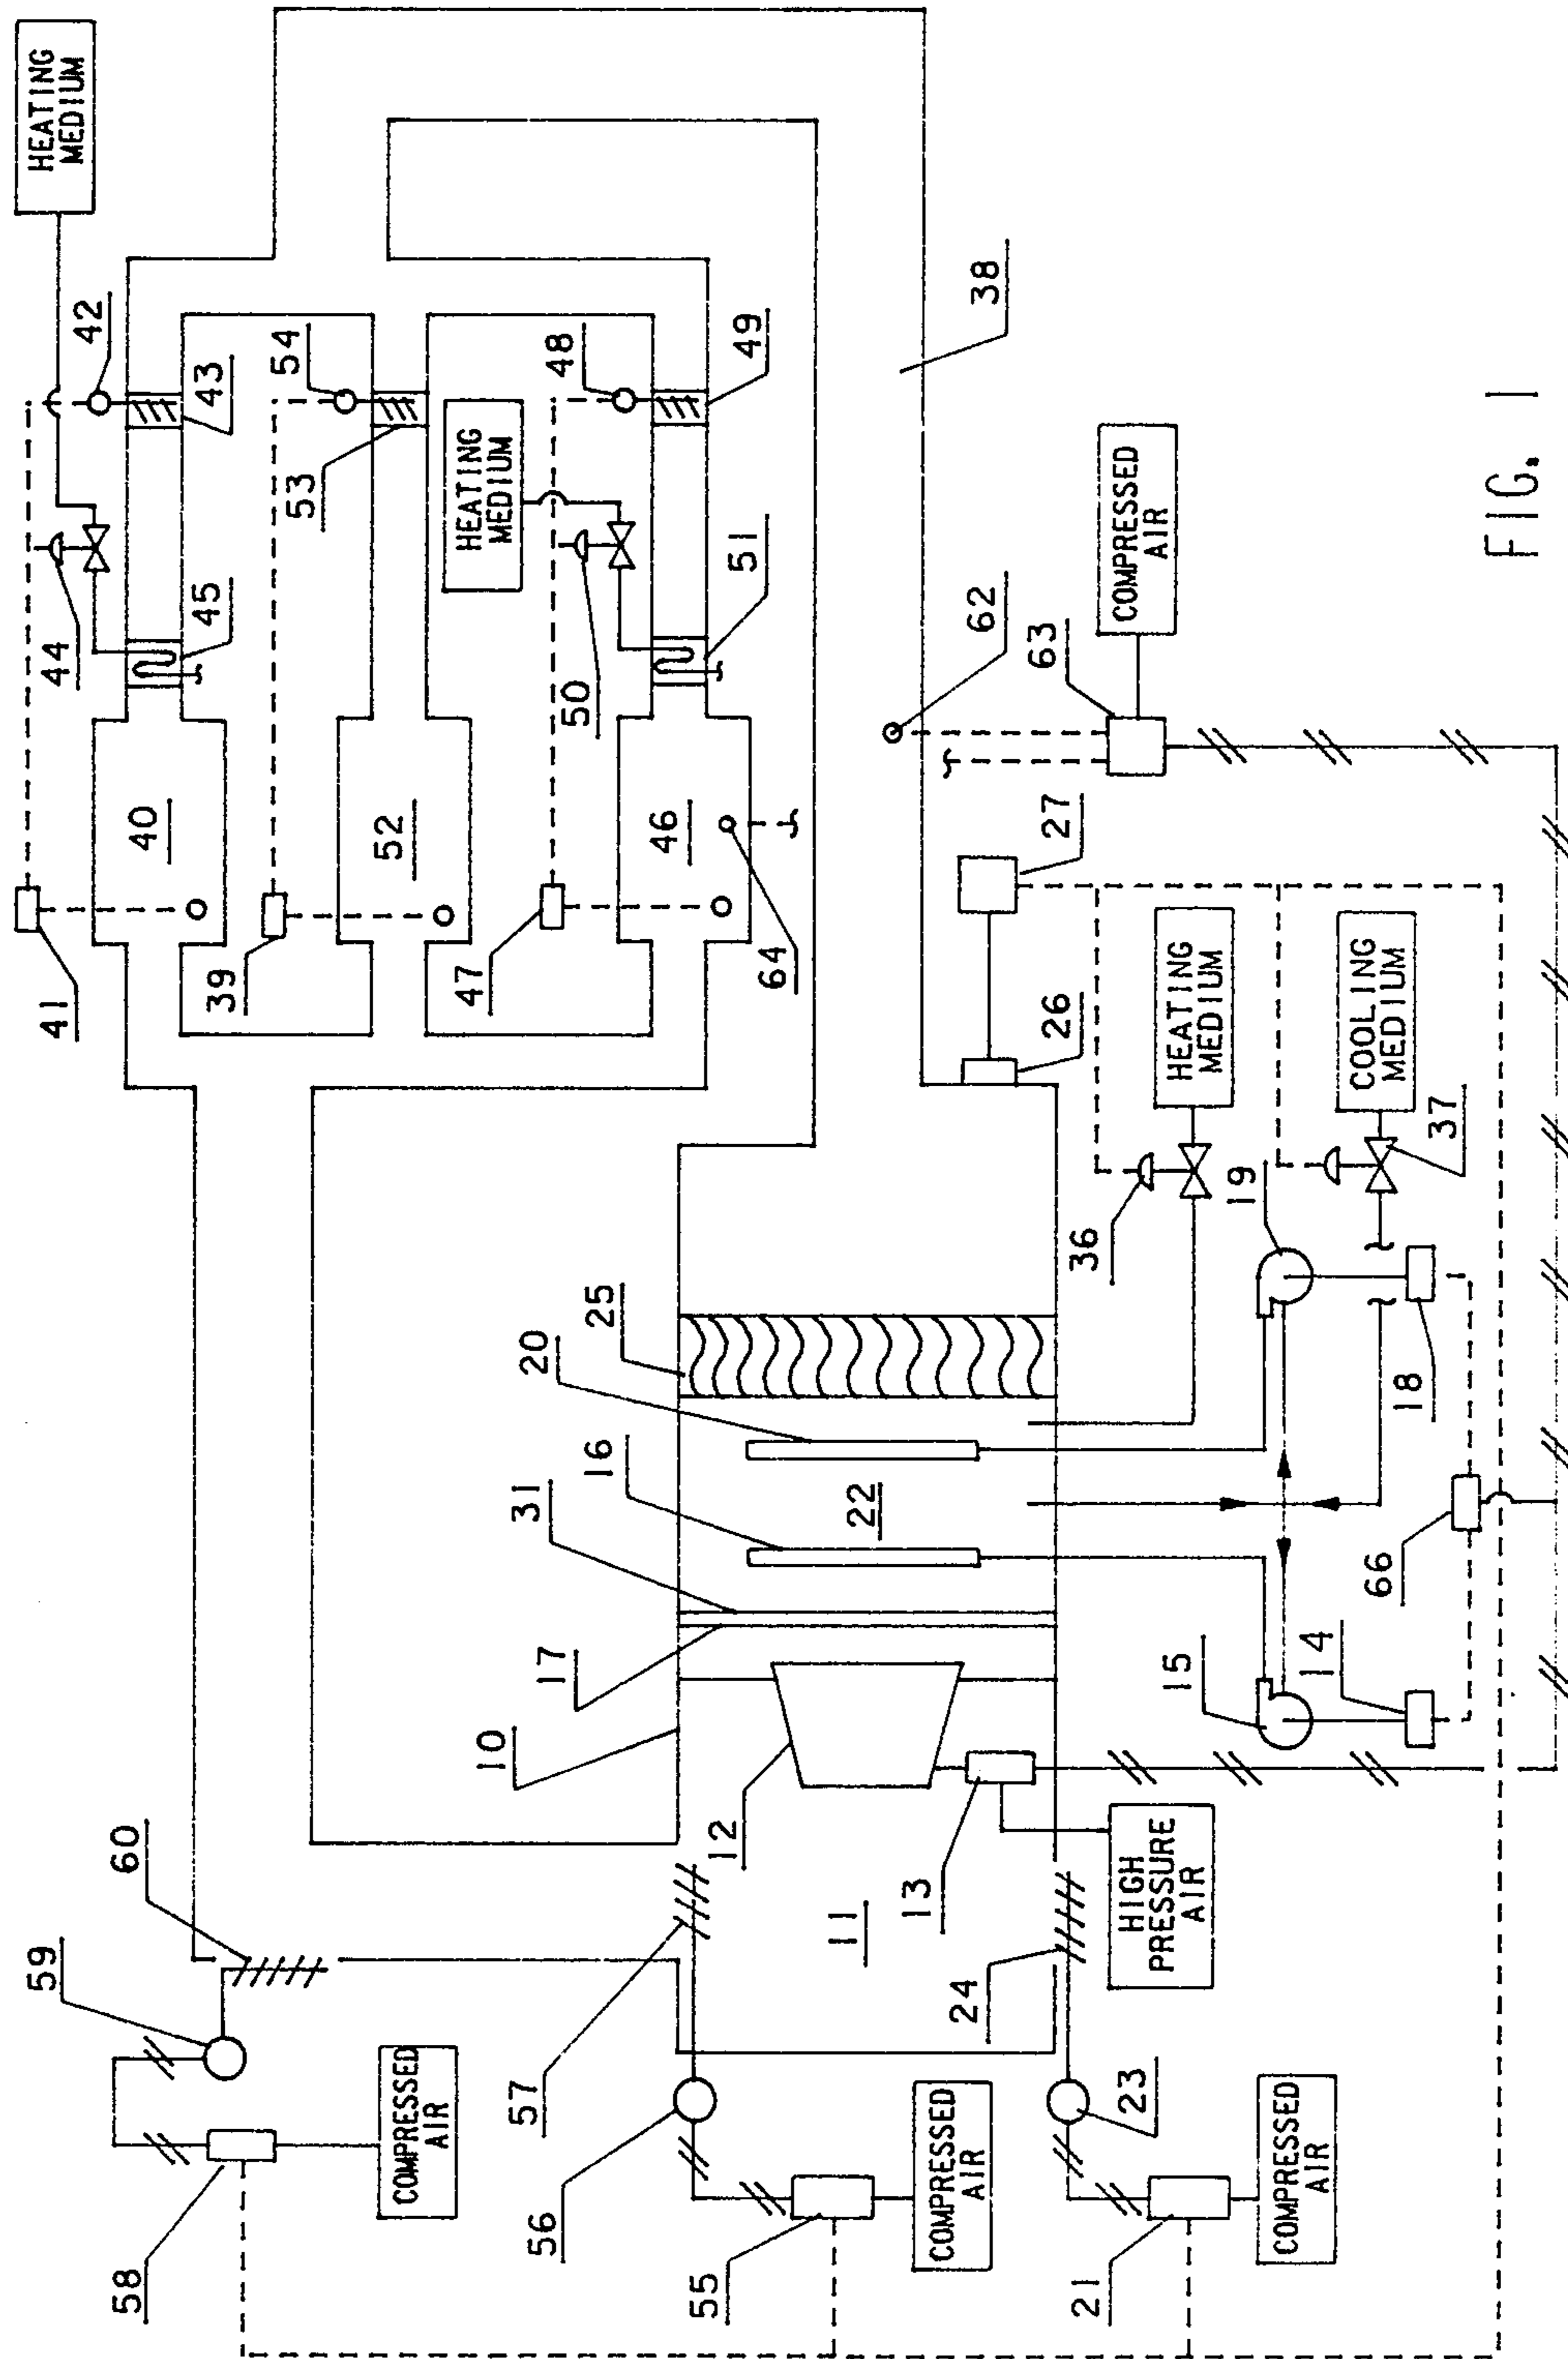 HEATING
MEDIUM
42
43
44
45
54
53
48
49
HEATING
MEDIUM
50
51
41
40
39
52
47
46
64
38
62
63
COMPRESSED
AIR
27
26
HEATING
MEDIUM
COOLING
MEDIUM
36
37
19
18
25
20
16
31
22
17
10
12
15
14
66
13
HIGH
PRESSURE
AIR
11
24
57
60
59
58
COMPRESSED
AIR
56
55
COMPRESSED
AIR
23
21
COMPRESSED
AIR
FIG. 1